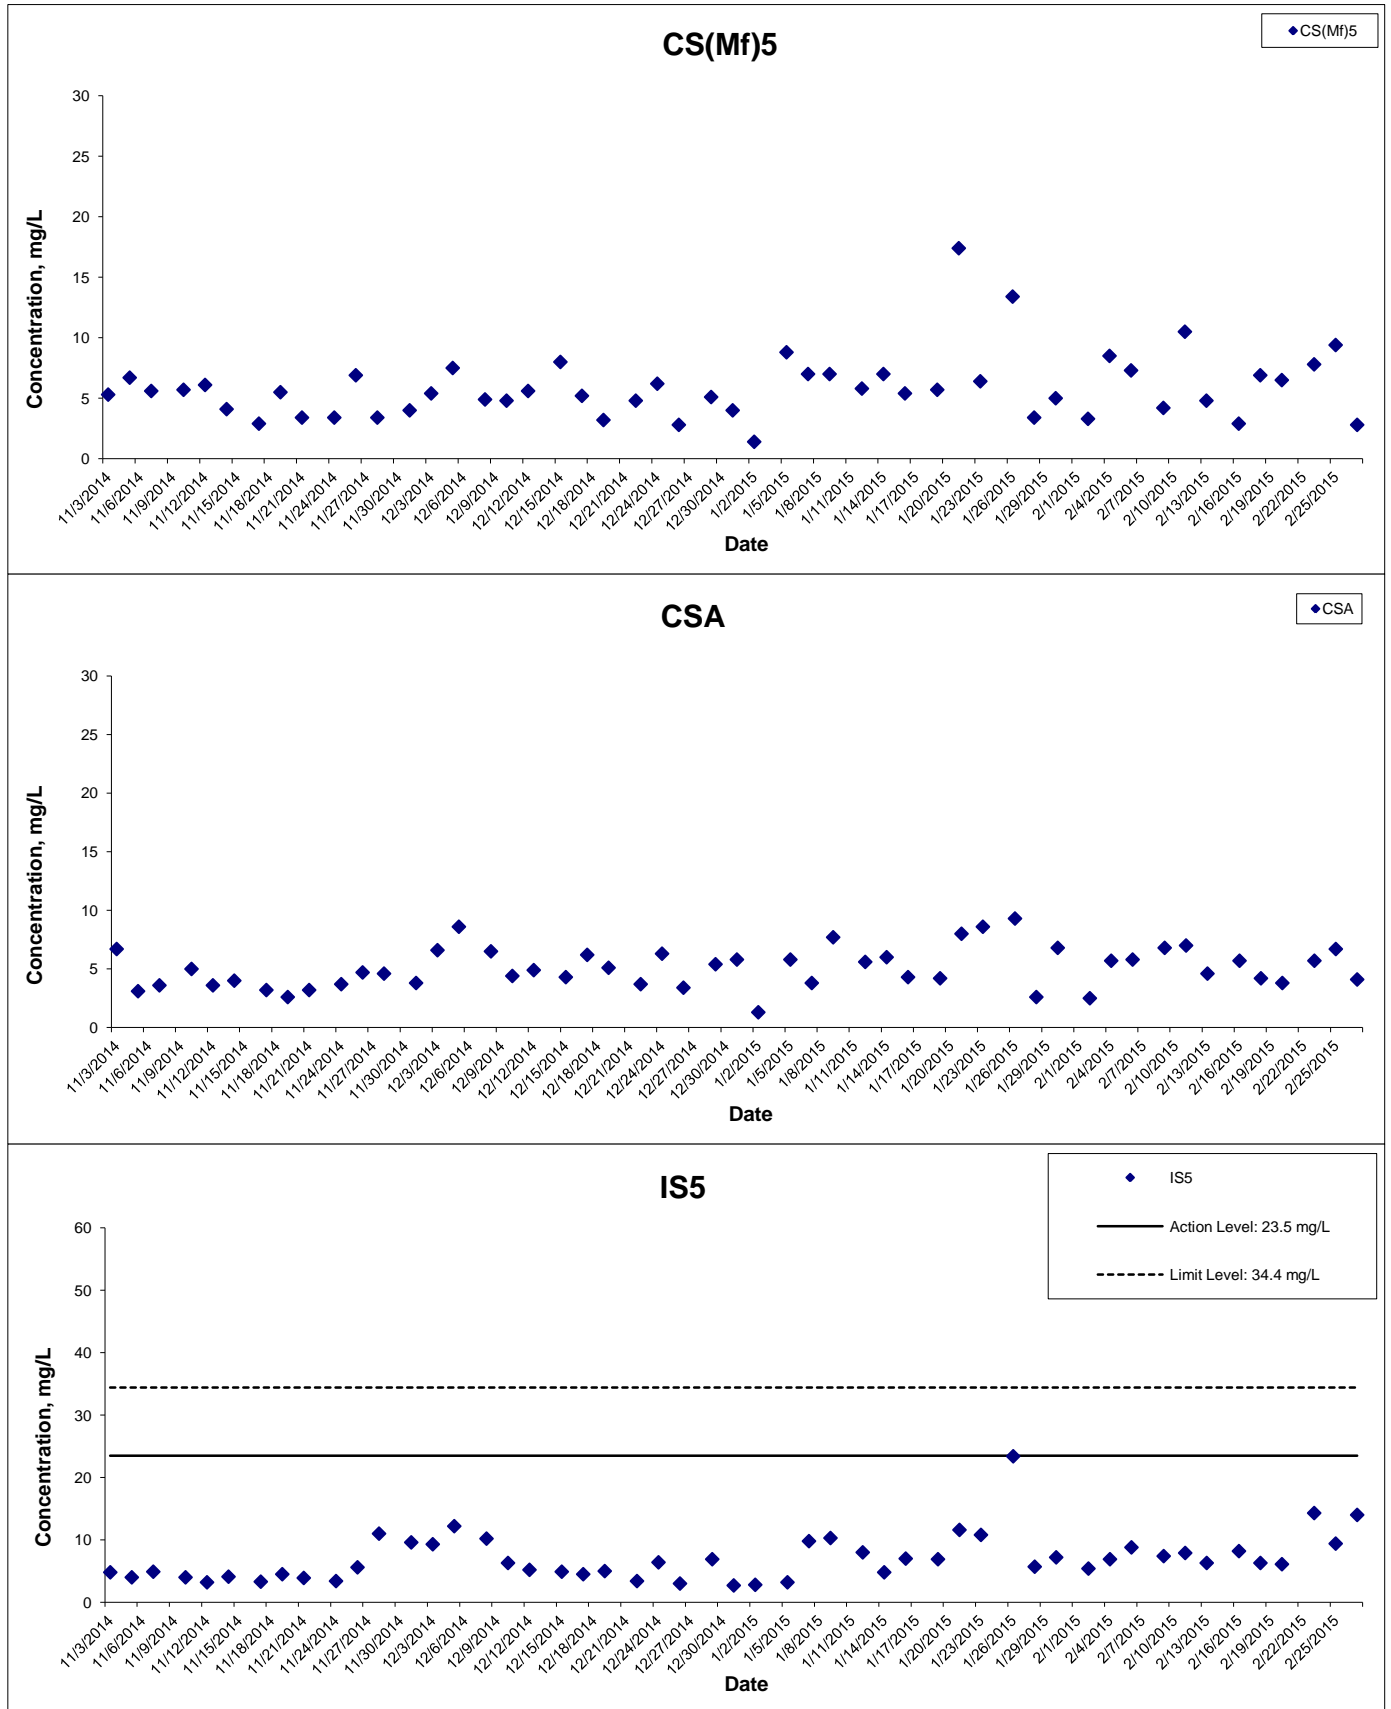 CS(Mf)5
CS(Mf)5
Concentration, mg/L
30
25
20
15
10
5
0
11/3/2014 11/6/2014 11/9/2014 11/12/2014 11/15/2014 11/18/2014 11/21/2014 11/24/2014 11/27/2014 11/30/2014 12/3/2014 12/6/2014 12/9/2014 12/12/2014 12/15/2014 12/18/2014 12/21/2014 12/24/2014 12/27/2014 12/30/2014 1/2/2015 1/5/2015 1/8/2015 1/11/2015 1/14/2015 1/17/2015 1/20/2015 1/23/2015 1/26/2015 1/29/2015 2/1/2015 2/4/2015 2/7/2015 2/10/2015 2/13/2015 2/16/2015 2/19/2015 2/22/2015 2/25/2015
Date
CSA
CSA
Concentration, mg/L
30
25
20
15
10
5
0
11/3/2014 11/6/2014 11/9/2014 11/12/2014 11/15/2014 11/18/2014 11/21/2014 11/24/2014 11/27/2014 11/30/2014 12/3/2014 12/6/2014 12/9/2014 12/12/2014 12/15/2014 12/18/2014 12/21/2014 12/24/2014 12/27/2014 12/30/2014 1/2/2015 1/5/2015 1/8/2015 1/11/2015 1/14/2015 1/17/2015 1/20/2015 1/23/2015 1/26/2015 1/29/2015 2/1/2015 2/4/2015 2/7/2015 2/10/2015 2/13/2015 2/16/2015 2/19/2015 2/22/2015 2/25/2015
Date
IS5
IS5
Action Level: 23.5 mg/L
Limit Level: 34.4 mg/L
Concentration, mg/L
60
50
40
30
20
10
0
11/3/2014 11/6/2014 11/9/2014 11/12/2014 11/15/2014 11/18/2014 11/21/2014 11/24/2014 11/27/2014 11/30/2014 12/3/2014 12/6/2014 12/9/2014 12/12/2014 12/15/2014 12/18/2014 12/21/2014 12/24/2014 12/27/2014 12/30/2014 1/2/2015 1/5/2015 1/8/2015 1/11/2015 1/14/2015 1/17/2015 1/20/2015 1/23/2015 1/26/2015 1/29/2015 2/1/2015 2/4/2015 2/7/2015 2/10/2015 2/13/2015 2/16/2015 2/19/2015 2/22/2015 2/25/2015
Date